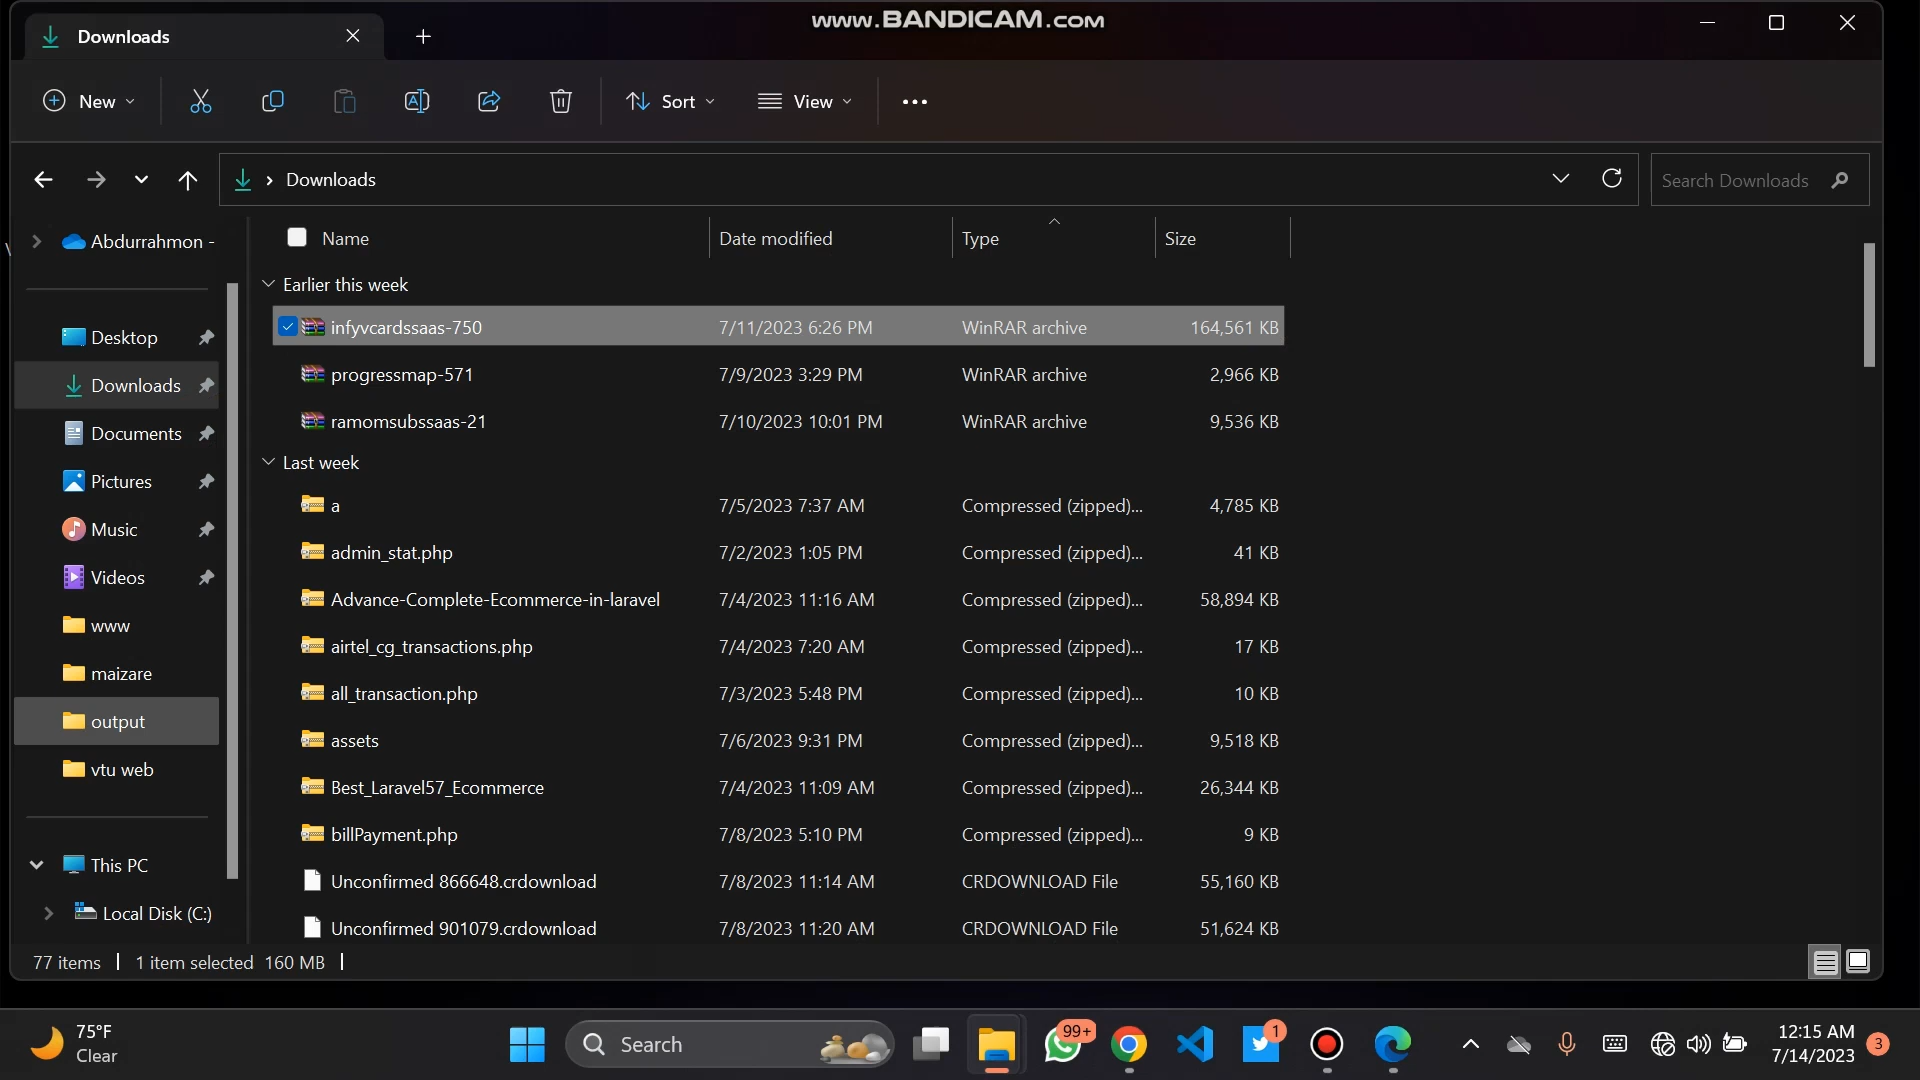 Downloads
www.BANDICAM.com
New
Sort
View
Downloads
Search Downloads
Abdurrahmon -
Desktop
Downloads
Documents
Pictures
Music
Videos
www
maizare
output
vtu web
This PC
Local Disk (C:)
Name Date modified Type Size
Earlier this week
infyvcardssaas-750 7/11/2023 6:26 PM WinRAR archive 164,561 KB
progressmap-571 7/9/2023 3:29 PM WinRAR archive 2,966 KB
ramomsubssaas-21 7/10/2023 10:01 PM WinRAR archive 9,536 KB
Last week
a 7/5/2023 7:37 AM Compressed (zipped)... 4,785 KB
admin_stat.php 7/2/2023 1:05 PM Compressed (zipped)... 41 KB
Advance-Complete-Ecommerce-in-laravel 7/4/2023 11:16 AM Compressed (zipped)... 58,894 KB
airtel_cg_transactions.php 7/4/2023 7:20 AM Compressed (zipped)... 17 KB
all_transaction.php 7/3/2023 5:48 PM Compressed (zipped)... 10 KB
assets 7/6/2023 9:31 PM Compressed (zipped)... 9,518 KB
Best_Laravel57_Ecommerce 7/4/2023 11:09 AM Compressed (zipped)... 26,344 KB
billPayment.php 7/8/2023 5:10 PM Compressed (zipped)... 9 KB
Unconfirmed 866648.crdownload 7/8/2023 11:14 AM CRDOWNLOAD File 55,160 KB
Unconfirmed 901079.crdownload 7/8/2023 11:20 AM CRDOWNLOAD File 51,624 KB
77 items 1 item selected 160 MB
75°F
Clear
Search
99+
1
12:15 AM
7/14/2023
3